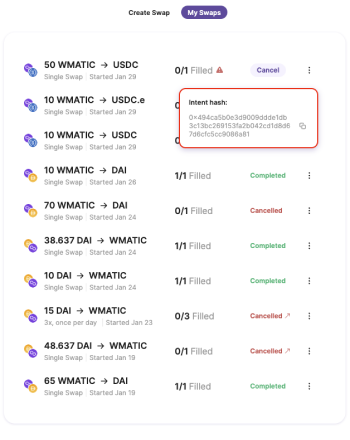 Create Swap
My Swaps
50 WMATIC → USDC
Single Swap
Started Jan 29
0/1 Filled
Cancel
10 WMATIC → USDC.e
Single Swap
Started Jan 29
10 WMATIC → USDC
Single Swap
Started Jan 29
Intent hash:
10 WMATIC → DAI
Single Swap
Started Jan 26
1/1 Filled
Completed
70 WMATIC → DAI
Single Swap
Started Jan 24
0/1 Filled
Cancelled
38.637 DAI → WMATIC
Single Swap
Started Jan 24
1/1 Filled
Completed
10 DAI → WMATIC
Single Swap
Started Jan 24
1/1 Filled
Completed
15 DAI → WMATIC
3x, once per day
Started Jan 23
0/3 Filled
Cancelled ↗
48.637 DAI → WMATIC
Single Swap
Started Jan 19
0/1 Filled
Cancelled ↗
65 WMATIC → DAI
Single Swap
Started Jan 19
1/1 Filled
Completed